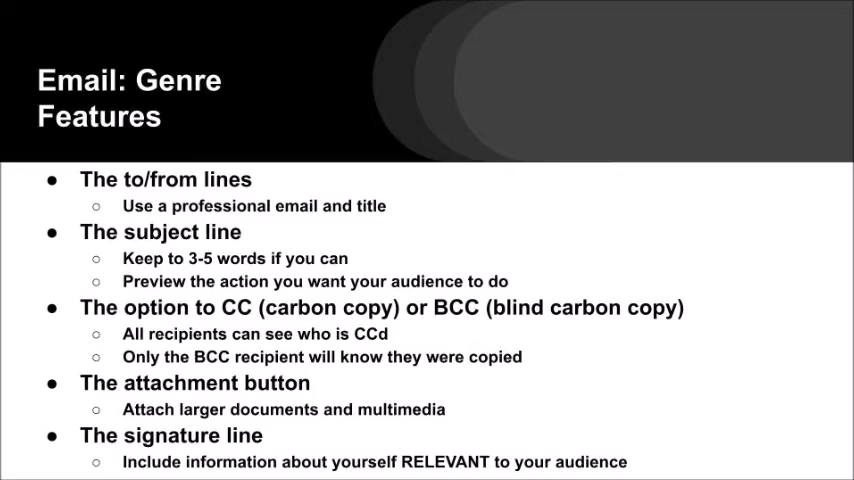 Email: Genre
Features
● The to/from lines
○ Use a professional email and title
● The subject line
○ Keep to 3-5 words if you can
○ Preview the action you want your audience to do
● The option to CC (carbon copy) or BCC (blind carbon copy)
○ All recipients can see who is CCd
○ Only the BCC recipient will know they were copied
● The attachment button
○ Attach larger documents and multimedia
● The signature line
○ Include information about yourself RELEVANT to your audience